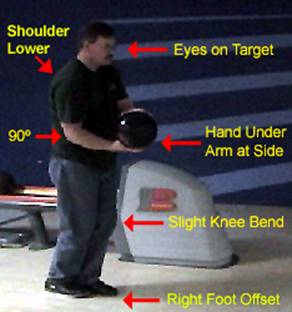 Shoulder
Lower
Eyes on Target
90º
Hand Under
Arm at Side
Slight Knee Bend
Right Foot Offset